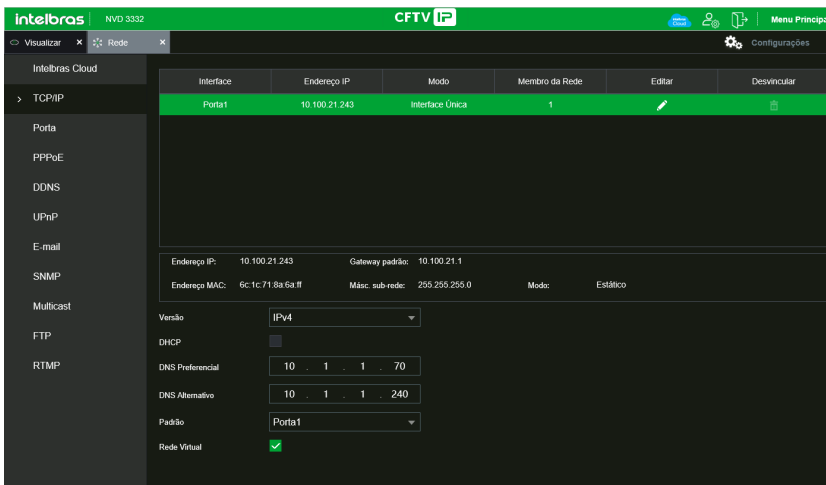 intelbras NVD 3332 CFTV IP Menu Principa
Visualizar × Rede × Configurações
Intelbras Cloud
TCP/IP
Porta
PPPoE
DDNS
UPnP
E-mail
SNMP
Multicast
FTP
RTMP
Interface Endereço IP Modo Membro da Rede Editar Desvincular
Porta1 10.100.21.243 Interface Única 1
Endereço IP: 10.100.21.243 Gateway padrão: 10.100.21.1
Endereço MAC: 6c:1c:71:8a:6a:ff Másc. sub-rede: 255.255.255.0 Modo: Estático
Versão IPv4
DHCP
DNS Preferencial 10 . 1 . 1 . 70
DNS Alternativo 10 . 1 . 1 . 240
Padrão Porta1
Rede Virtual